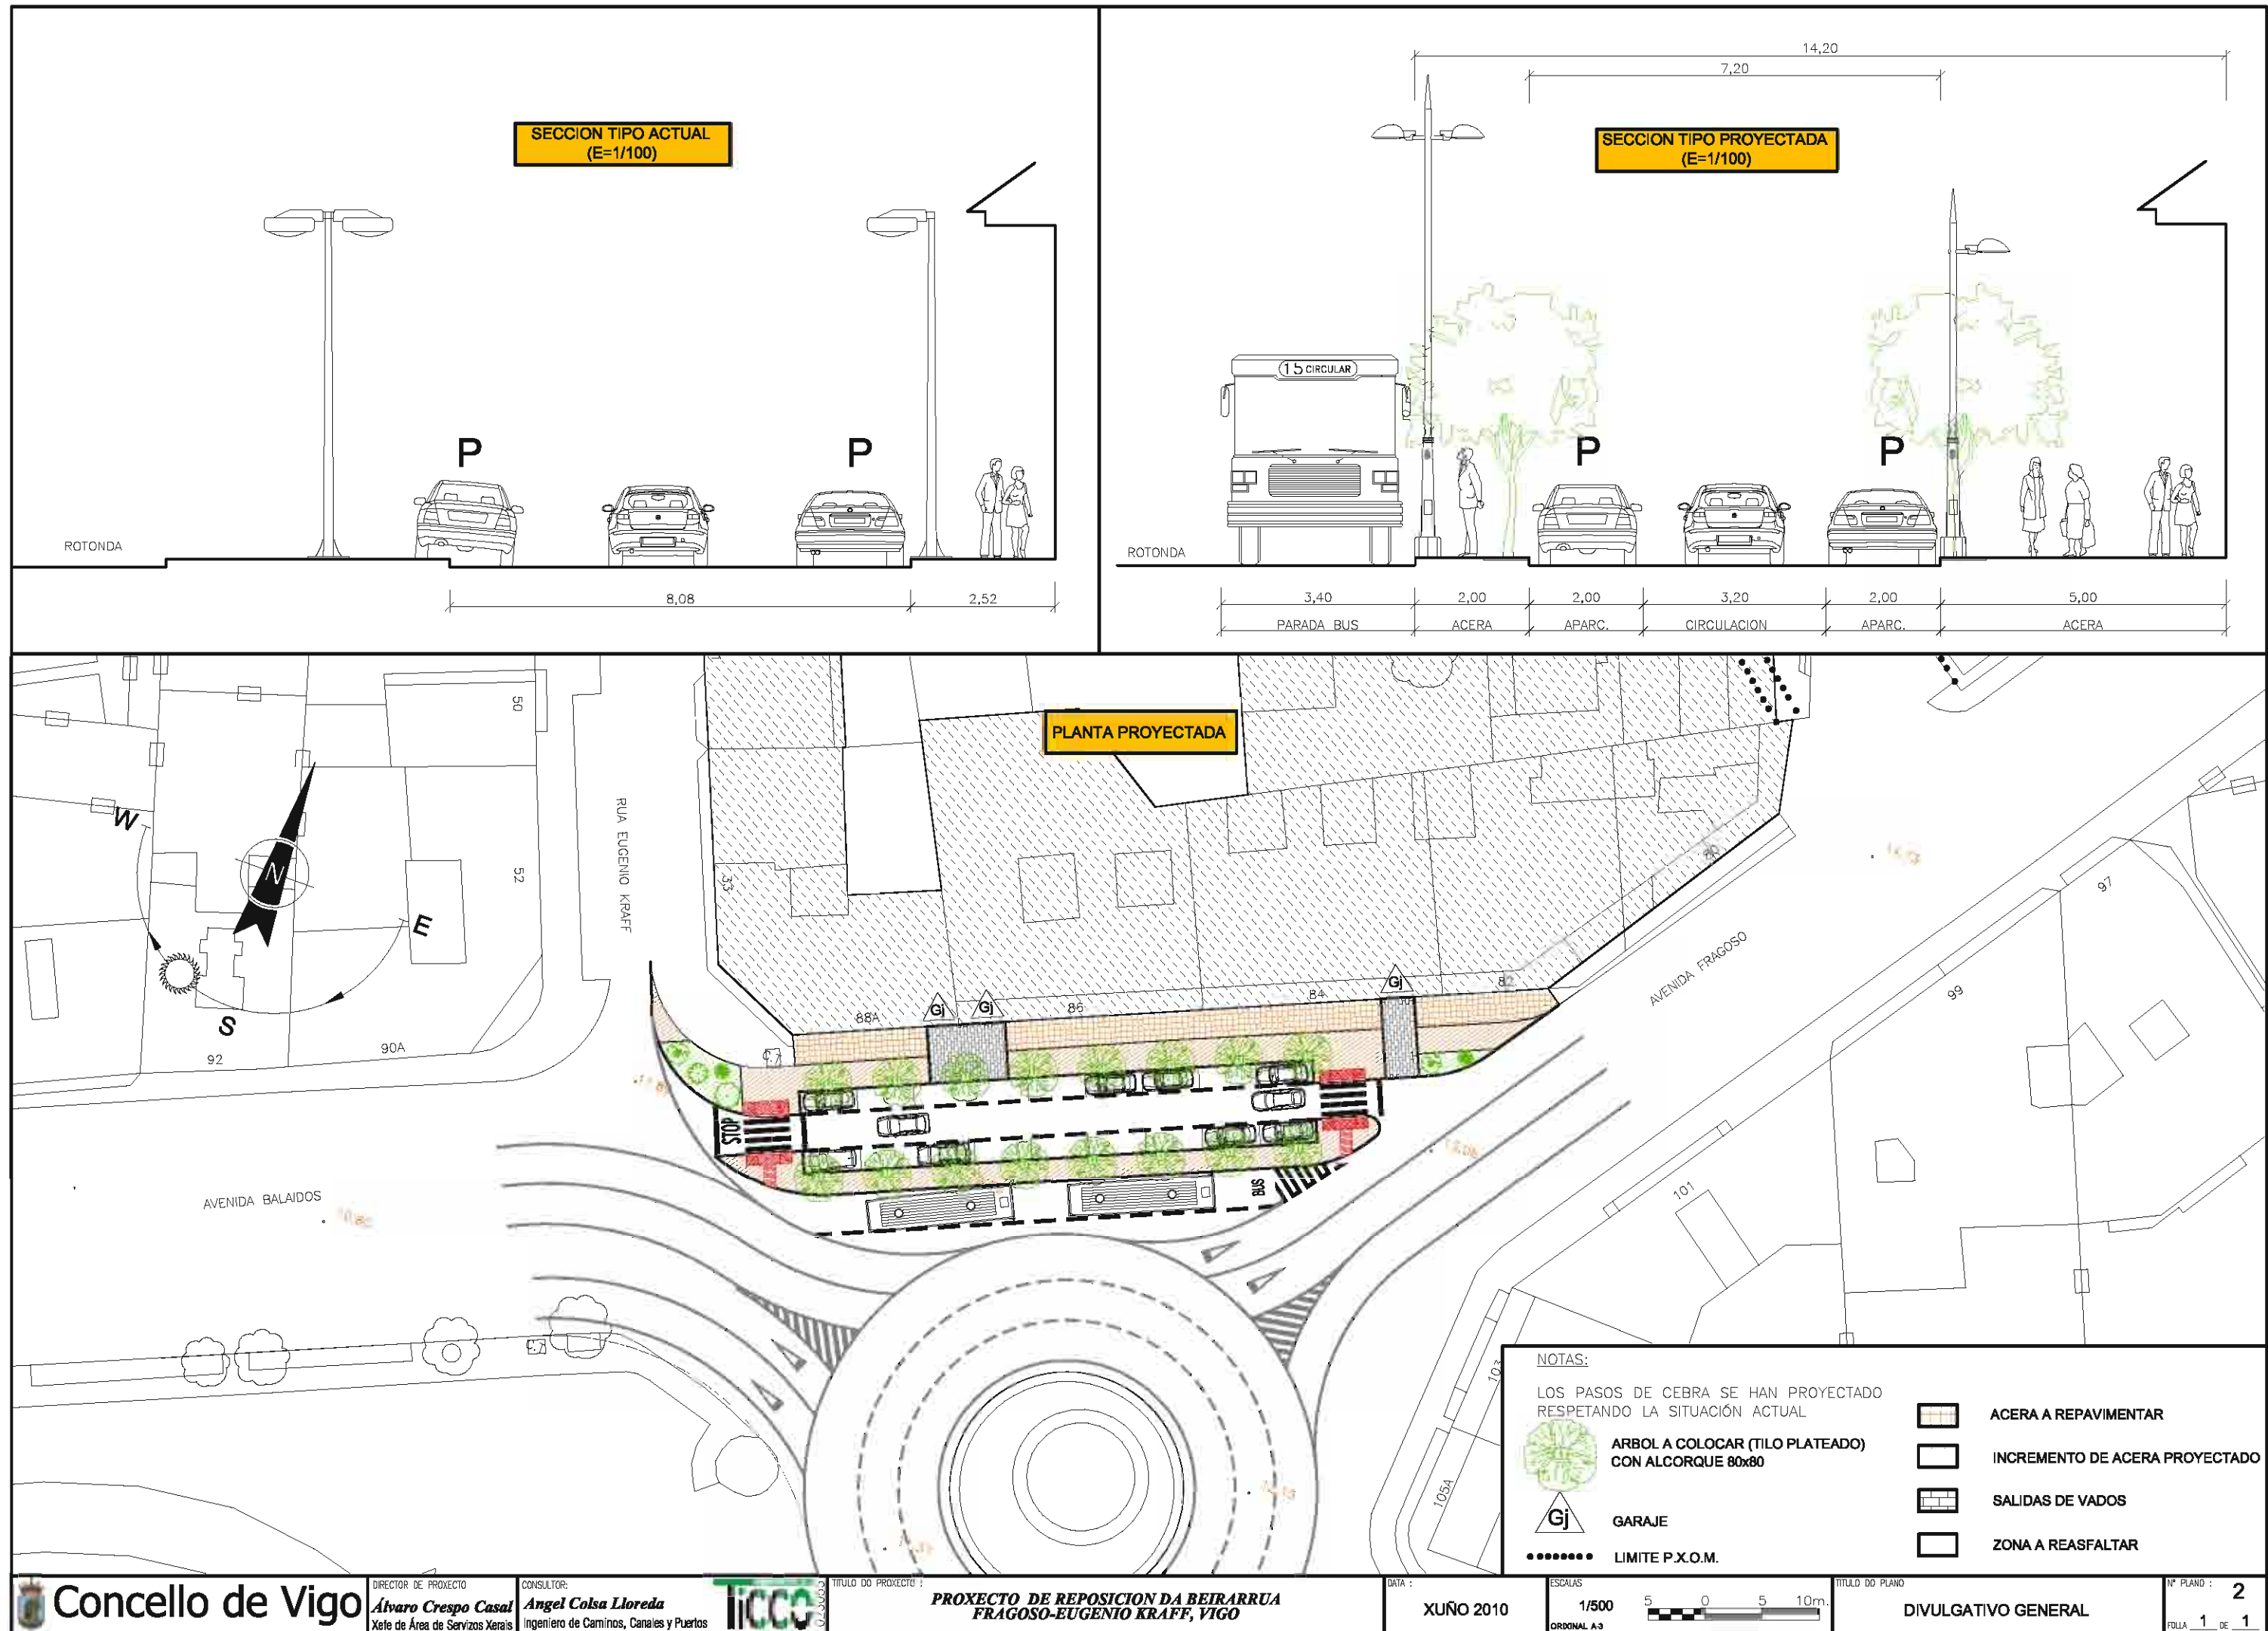 SECCION TIPO ACTUAL
(E=1/100)
P
P
ROTONDA
8,08
2,52
14,20
7,20
SECCION TIPO PROYECTADA
(E=1/100)
15 CIRCULAR
P
P
ROTONDA
3,40
2,00
2,00
3,20
2,00
5,00
PARADA BUS
ACERA
APARC.
CIRCULACION
APARC.
ACERA
PLANTA PROYECTADA
50
52
RUA EUGENIO KRAFF
33
W
N
E
S
92
90A
88A
Gj
Gj
86
84
Gj
82
80
C.T
STOP
BUS
AVENIDA FRAGOSO
AVENIDA BALAIDOS
97
99
101
103
105A
C.T
NOTAS:
LOS PASOS DE CEBRA SE HAN PROYECTADO
RESPETANDO LA SITUACIÓN ACTUAL
ARBOL A COLOCAR (TILO PLATEADO)
CON ALCORQUE 80x80
Gj
GARAJE
LIMITE P.X.O.M.
ACERA A REPAVIMENTAR
INCREMENTO DE ACERA PROYECTADO
SALIDAS DE VADOS
ZONA A REASFALTAR
Concello de Vigo
DIRECTOR DE PROXECTO
Álvaro Crespo Casal
Xefe de Área de Servizos Xerais
CONSULTOR:
Angel Colsa Lloreda
Ingeniero de Caminos, Canales y Puertos
TICCO
TITULO DO PROXECTO :
PROXECTO DE REPOSICION DA BEIRARRUA
FRAGOSO-EUGENIO KRAFF, VIGO
DATA :
XUÑO 2010
ESCALAS
1/500
ORIXINAL A-3
5 0 5 10m.
TITULO DO PLANO
DIVULGATIVO GENERAL
Nº PLANO :
2
FOLLA 1 DE 1